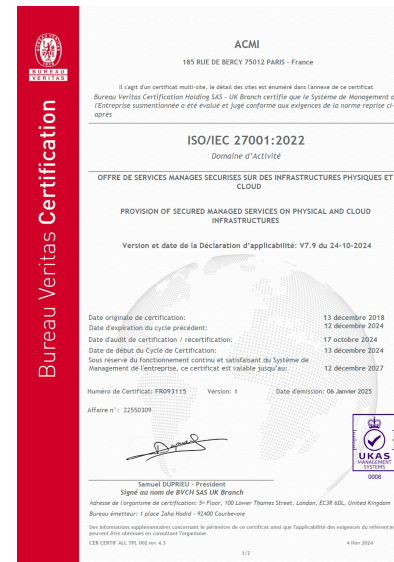 BUREAU
VERITAS
Bureau Veritas Certification
ACMI
185 RUE DE BERCY 75012 PARIS - France
Il s'agit d'un certificat multi-site, le détail des sites est énuméré dans l'annexe de ce certificat
Bureau Veritas Certification Holding SAS – UK Branch certifie que le Système de Management d
l'Entreprise susmentionnée a été évalué et jugé conforme aux exigences de la norme reprise ci-
après
ISO/IEC 27001:2022
Domaine d'Activité
OFFRE DE SERVICES MANAGES SECURISES SUR DES INFRASTRUCTURES PHYSIQUES ET
CLOUD
PROVISION OF SECURED MANAGED SERVICES ON PHYSICAL AND CLOUD
INFRASTRUCTURES
Version et date de la Déclaration d'applicabilité: V7.9 du 24-10-2024
Date originale de certification: 13 décembre 2018
Date d'expiration du cycle précédent: 12 décembre 2024
Date d'audit de certification / recertification: 17 octobre 2024
Date de début du Cycle de Certification: 13 décembre 2024
Sous réserve du fonctionnement continu et satisfaisant du Système de
Management de l'entreprise, ce certificat est valable jusqu'au: 12 décembre 2027
Numéro de Certificat: FR093115 Version: 1 Date d'émission: 06 Janvier 2025
Affaire n° : 22550309
UKAS
MANAGEMENT
SYSTEMS
0008
Samuel DUPRIEU - Président
Signé au nom de BVCH SAS UK Branch
Adresse de l'organisme de certification: 5th Floor, 100 Lower Thames Street, London, EC3R 6DL, United Kingdom
Bureau émetteur: 1 place Zaha Hadid – 92400 Courbevoie
Des informations supplémentaires concernant le périmètre de ce certificat ainsi que l'applicabilité des exigences du référentie
peuvent être obtenues en consultant l'organisme.
CER CERTIF ALL TPL 002 rev 4.3 4 Nov 2024
1/2